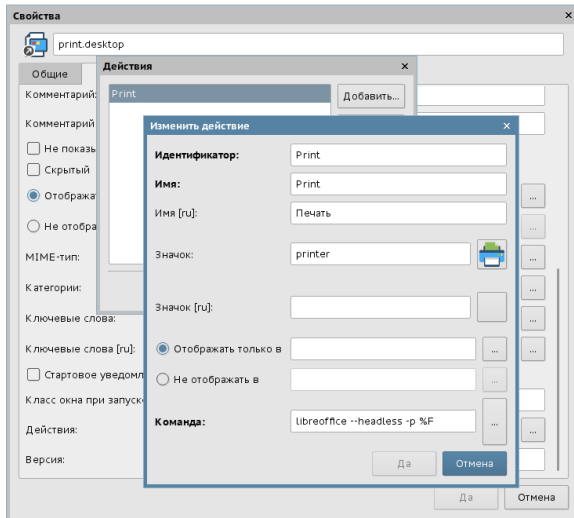 Свойства
print.desktop
Общие
Действия
Комментарий:
Print
Добавить...
Комментарий
Изменить действие
Не показы
Идентификатор:
Print
Скрытый
Имя:
Print
Отобража
...
Имя [ru]:
Печать
Не отобра
...
Значок:
printer
MIME-тип:
...
Категории:
...
Значок [ru]:
Ключевые слова:
...
Ключевые слова [ru]:
Отображать только в
...
...
Стартовое уведомл
Не отображать в
...
Класс окна при запуск
Команда:
libreoffice --headless -p %F
...
Действия:
...
Версия:
Да
Отмена
Да
Отмена